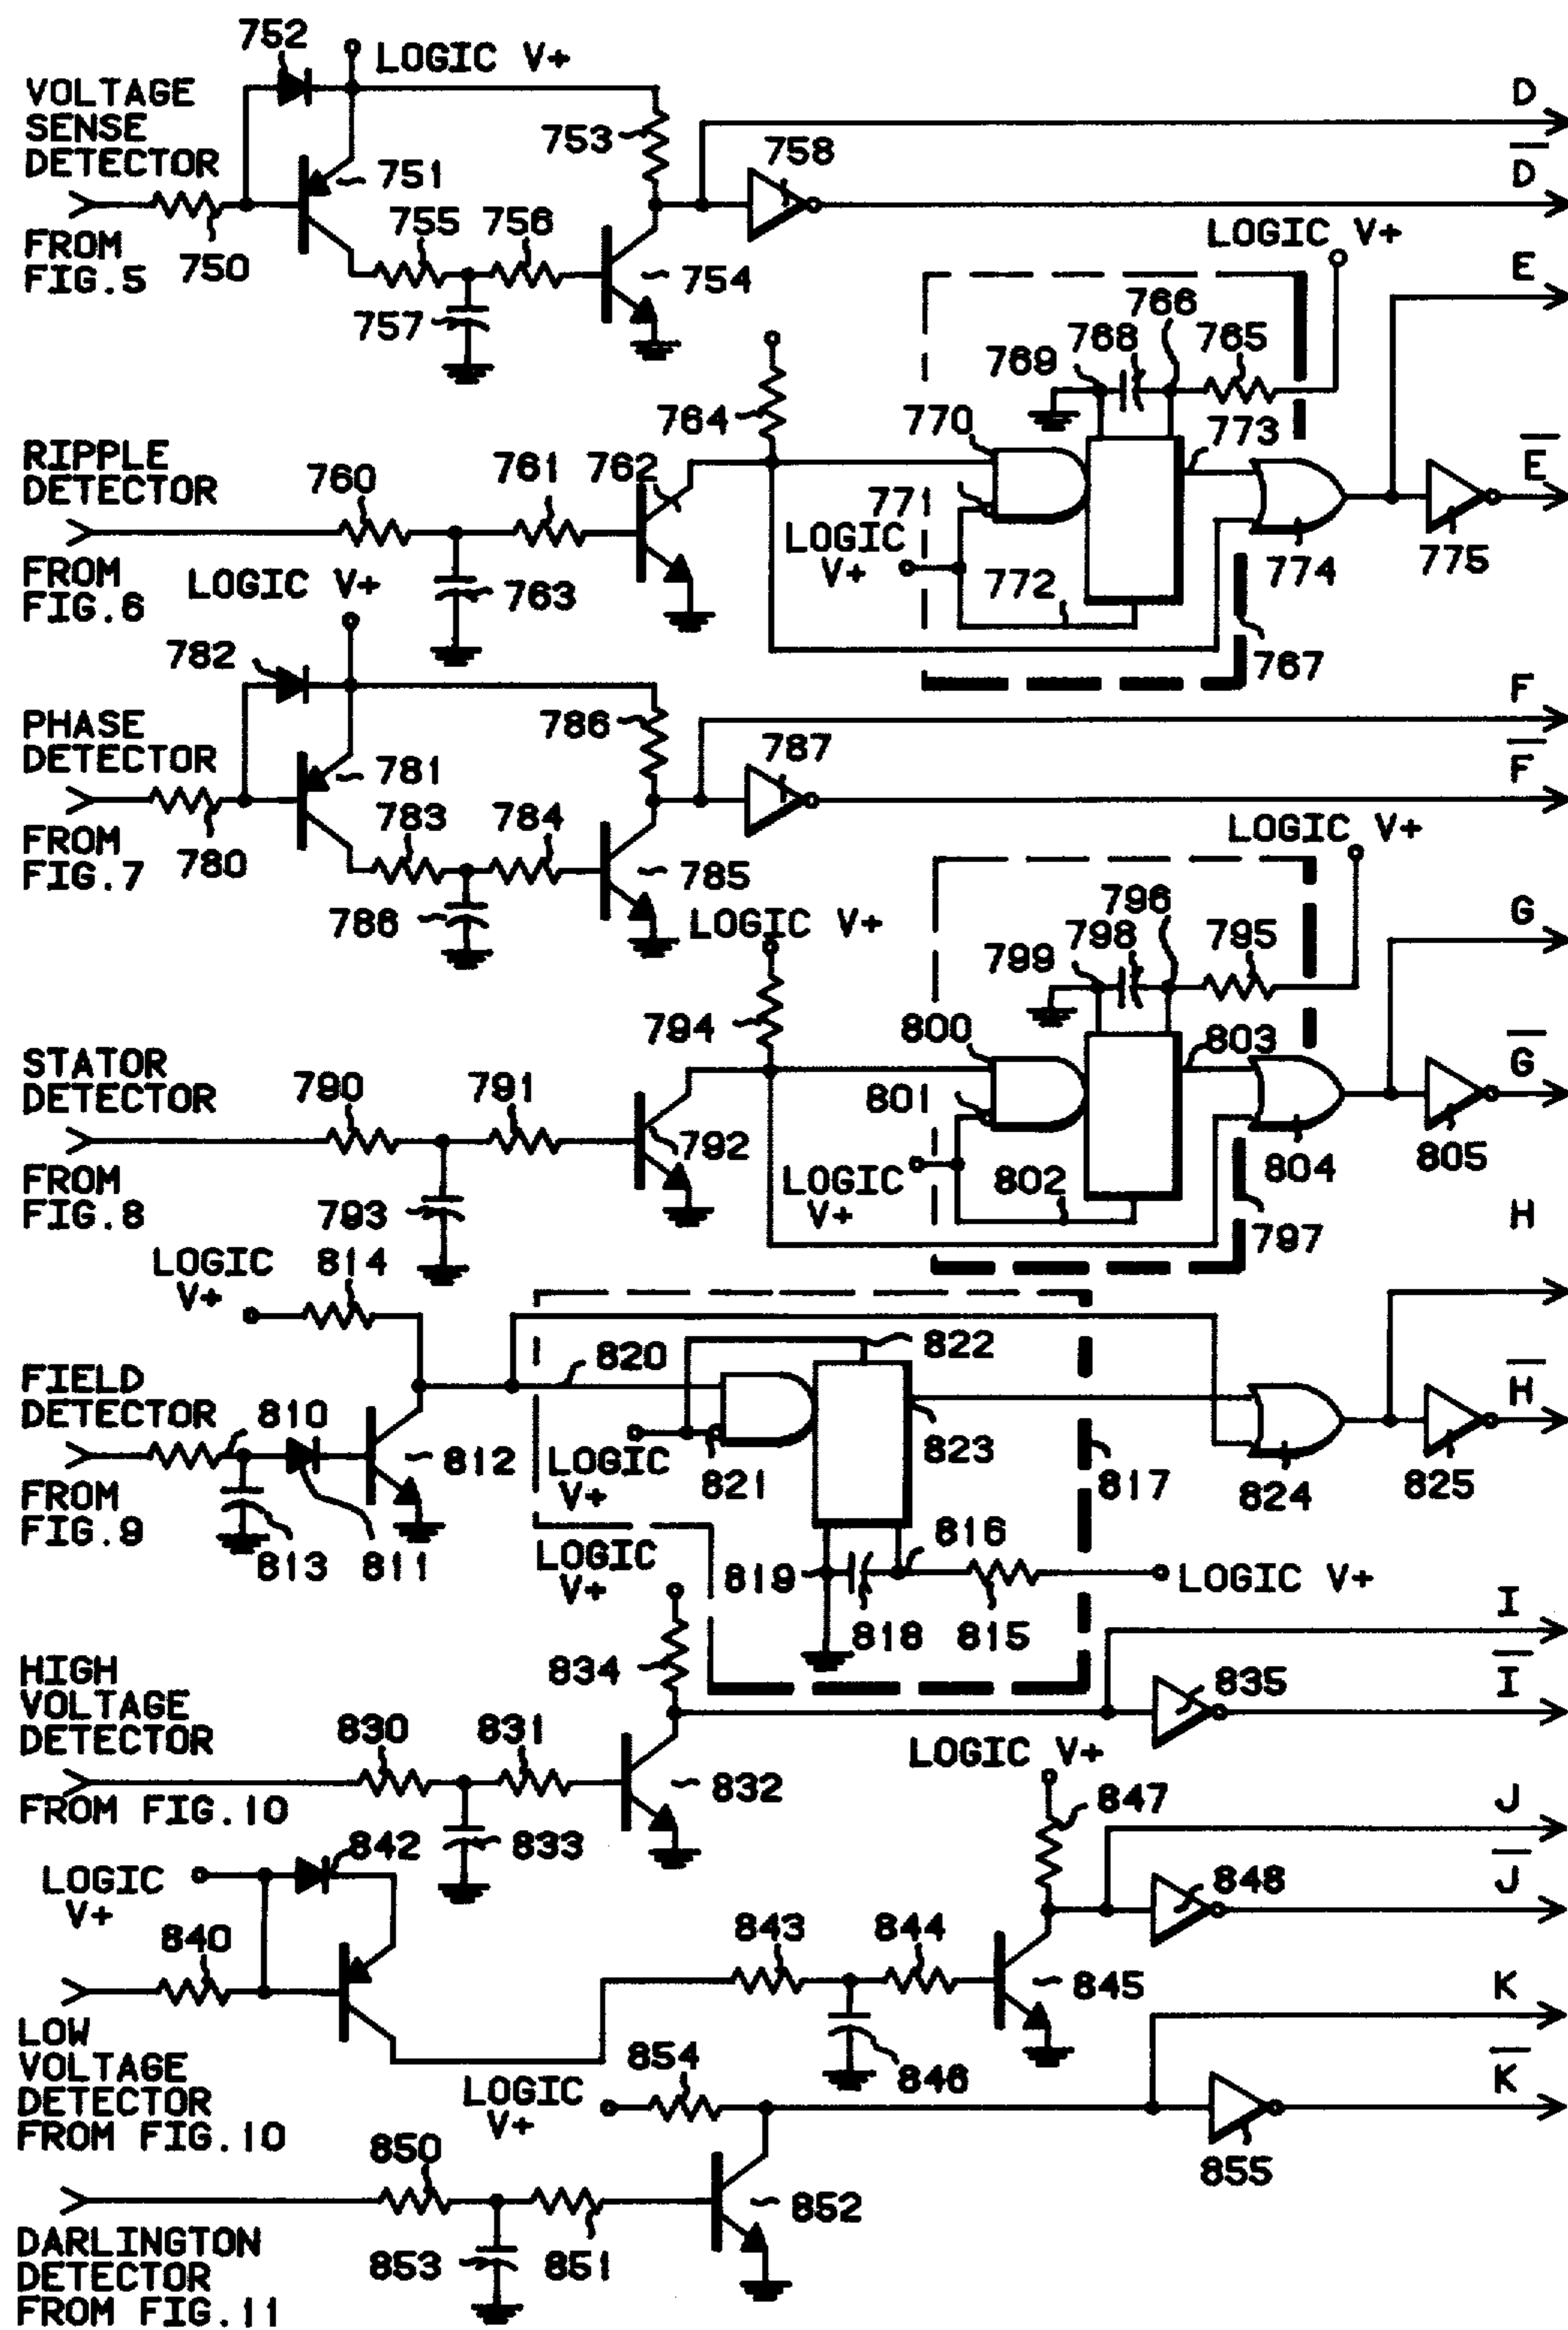 752
LOGIC V+
VOLTAGE
SENSE
DETECTOR
753
758
D
D̅
751
755 756
FROM
FIG.5
750
754
757
LOGIC V+
E
766
768 765
769
764
770
773
RIPPLE
DETECTOR
760
761
762
771
LOGIC
V+
E̅
FROM
FIG.6
LOGIC V+
763
772
774
775
782
767
F
PHASE
DETECTOR
786
787
F̅
781
783 784
LOGIC V+
FROM
FIG.7
780
785
786
LOGIC V+
G
796
798 795
799
794
800
803
STATOR
DETECTOR
790
791
801
G̅
792
FROM
FIG.8
793
LOGIC
V+
802
804
805
797
H
LOGIC
V+
814
822
820
FIELD
DETECTOR
810
H̅
812
LOGIC
V+
821
823
817
824
825
FROM
FIG.9
813 811
LOGIC
V+
816
819
LOGIC V+
818 815
I
834
HIGH
VOLTAGE
DETECTOR
830 831
835
I̅
LOGIC V+
832
FROM FIG.10
847
J
842
833
LOGIC
V+
J̅
848
840
843 844
845
K
LOW
VOLTAGE
DETECTOR
FROM FIG.10
854
846
LOGIC
V+
K̅
850
855
852
DARLINGTON
DETECTOR
FROM FIG.11
853 851